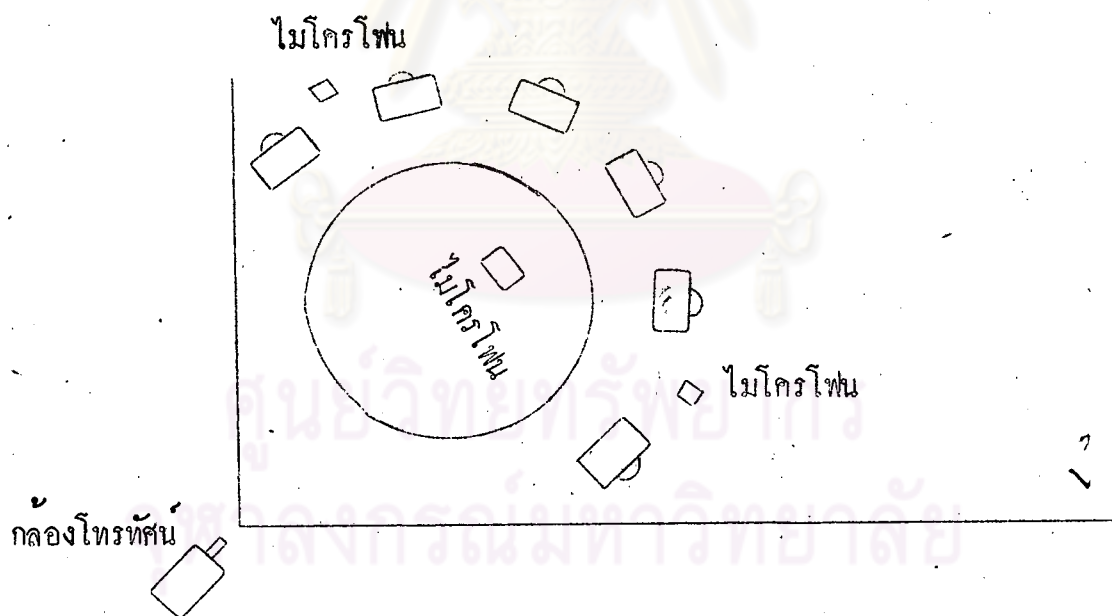 ไมโครโฟน
ไมโครโฟน
ไมโครโฟน
กล้องโทรทัศน์
ศูนย์วิทยทรัพยากร
จุฬาลงกรณ์มหาวิทยาลัย